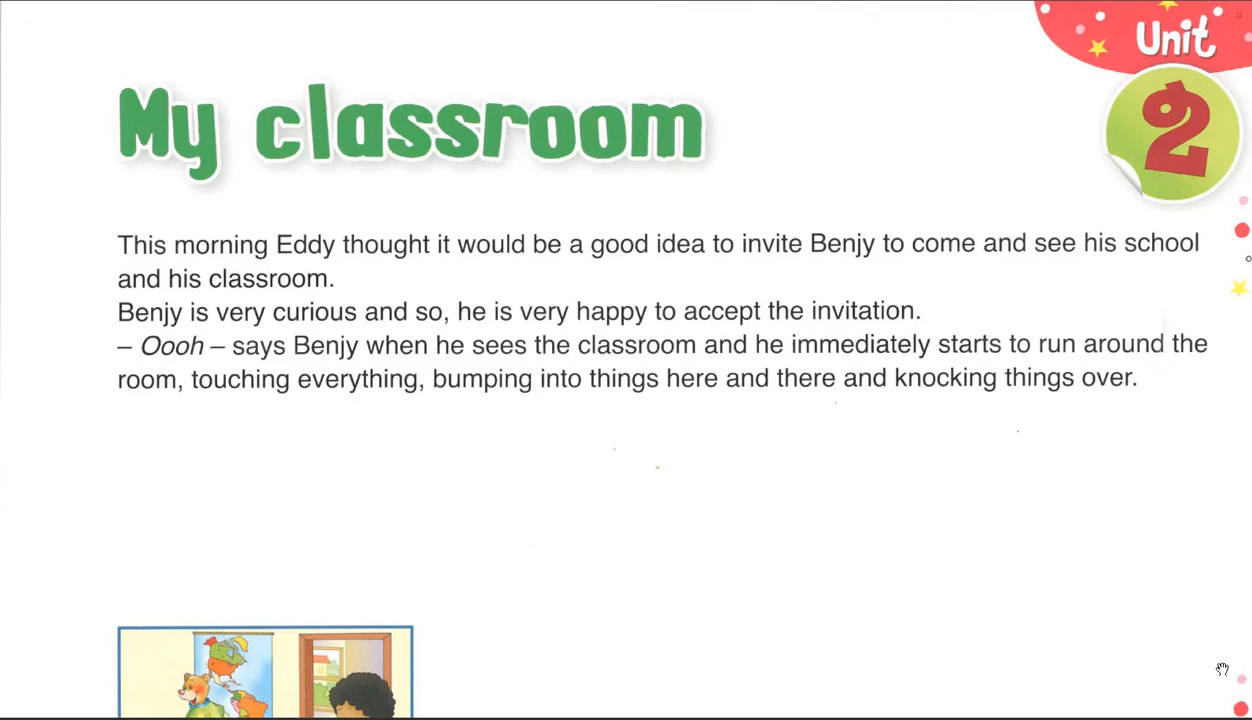 Unit
2
My classroom
This morning Eddy thought it would be a good idea to invite Benjy to come and see his school
and his classroom.
Benjy is very curious and so, he is very happy to accept the invitation.
– Oooh – says Benjy when he sees the classroom and he immediately starts to run around the
room, touching everything, bumping into things here and there and knocking things over.